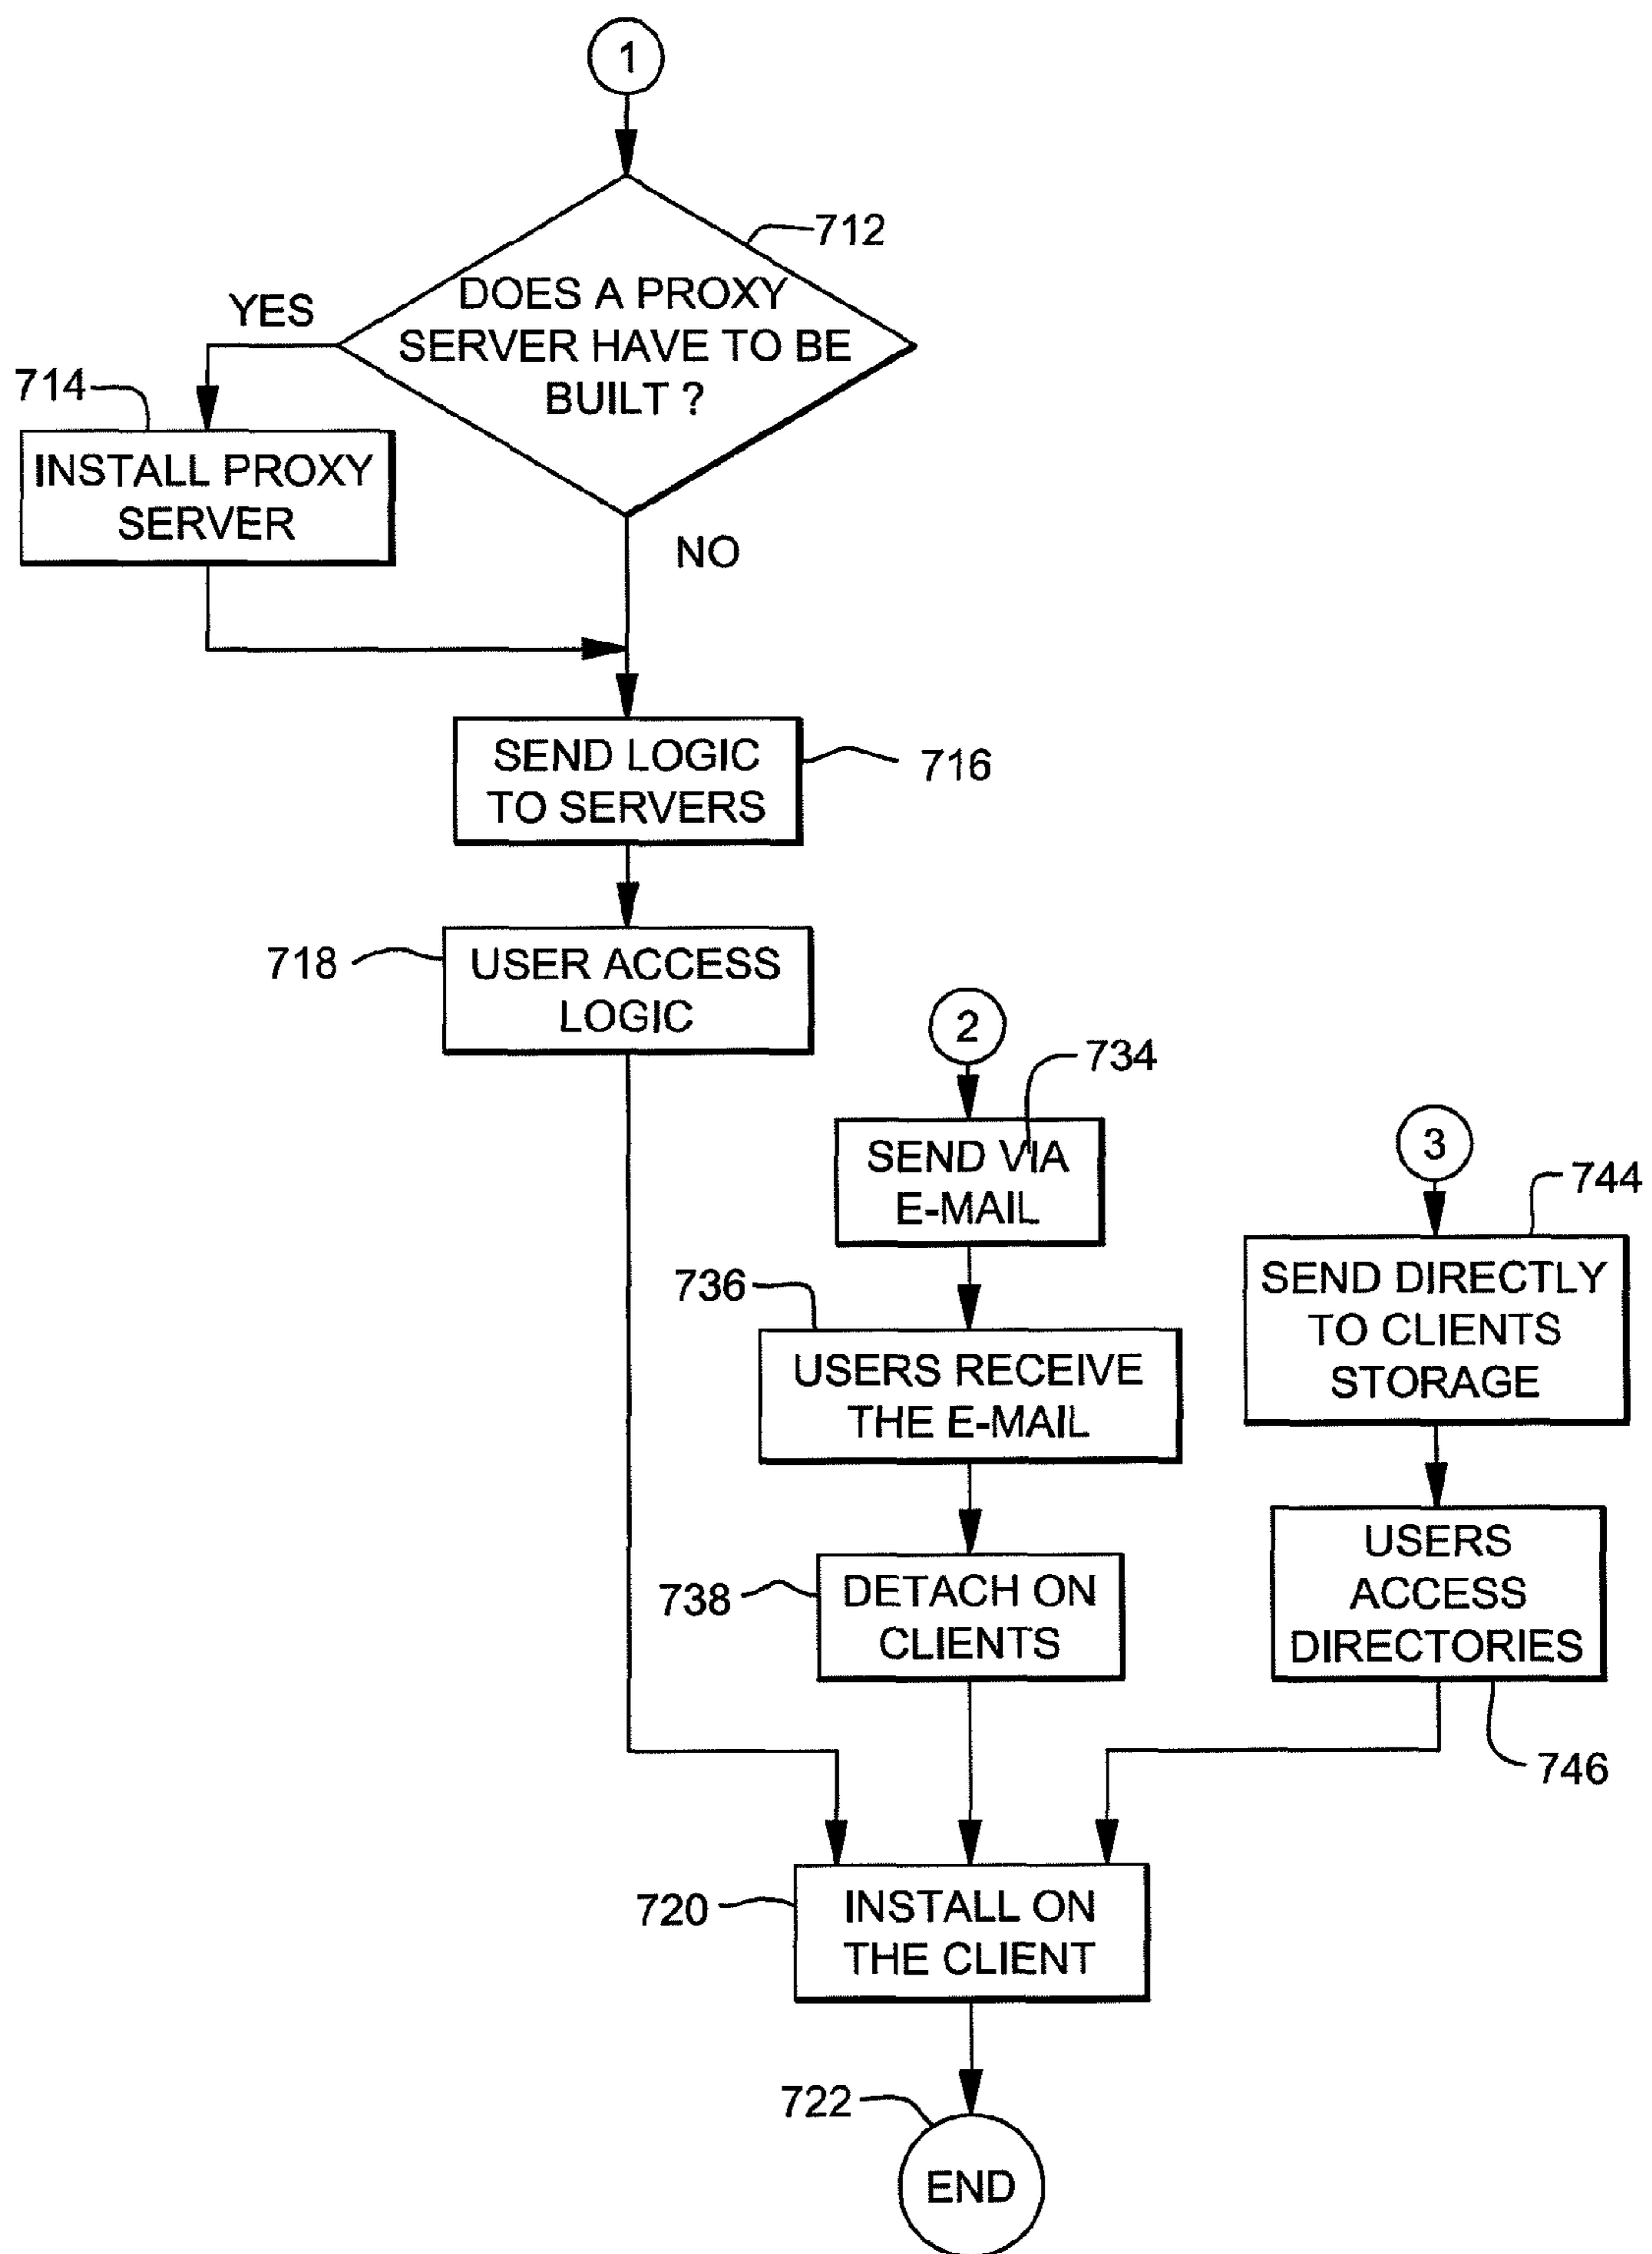 1
712
DOES A PROXY
SERVER HAVE TO BE
BUILT ?
YES
714
INSTALL PROXY
SERVER
NO
SEND LOGIC
TO SERVERS
716
718
USER ACCESS
LOGIC
2
734
SEND VIA
E-MAIL
3
744
SEND DIRECTLY
TO CLIENTS
STORAGE
736
USERS RECEIVE
THE E-MAIL
738
DETACH ON
CLIENTS
USERS
ACCESS
DIRECTORIES
746
720
INSTALL ON
THE CLIENT
722
END